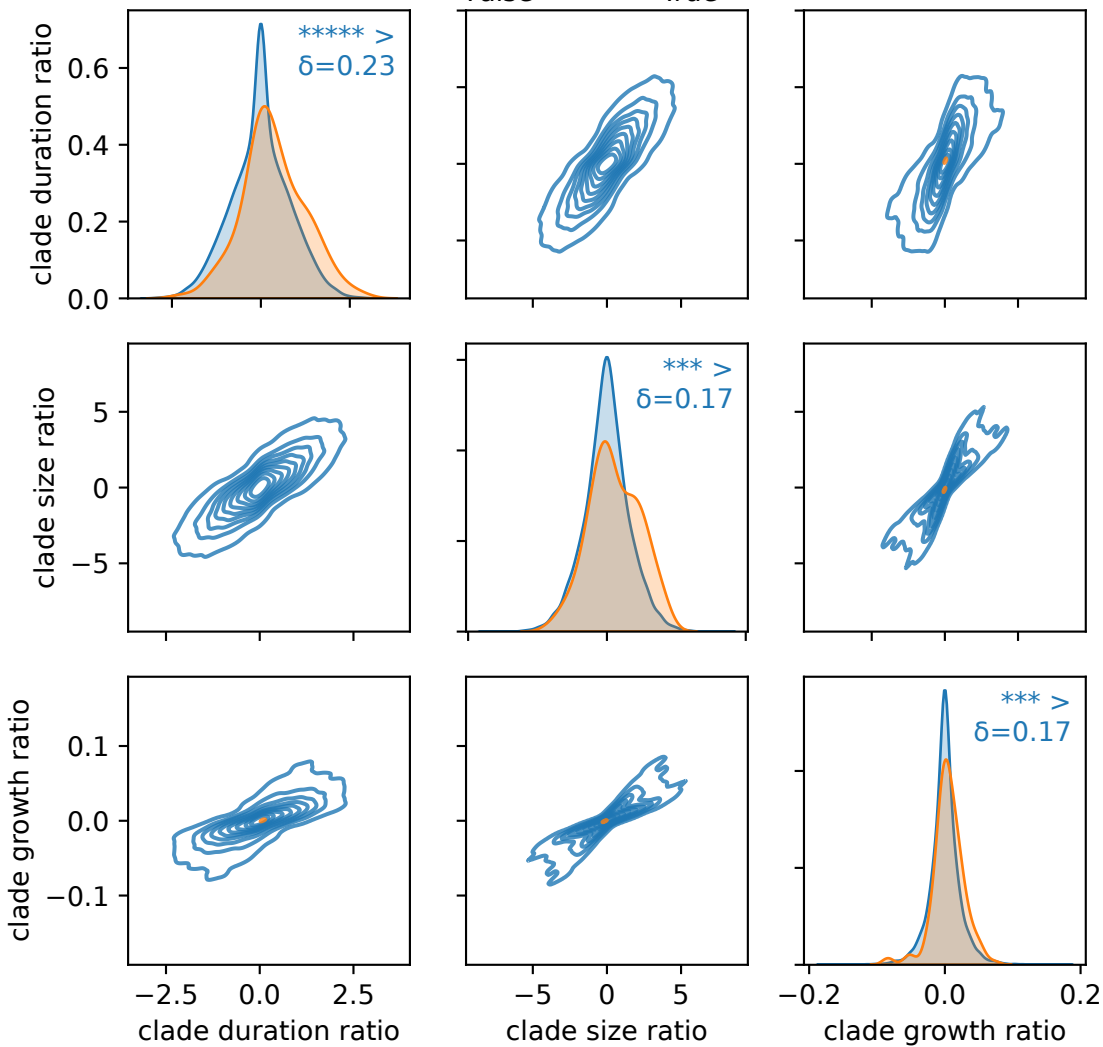 ***** >
δ=0.23
clade duration ratio
0.6
0.4
0.2
0.0
*** >
δ=0.17
clade size ratio
5
0
−5
*** >
δ=0.17
clade growth ratio
0.1
0.0
−0.1
−2.5 0.0 2.5
−5 0 5
−0.2 0.0 0.2
clade duration ratio
clade size ratio
clade growth ratio